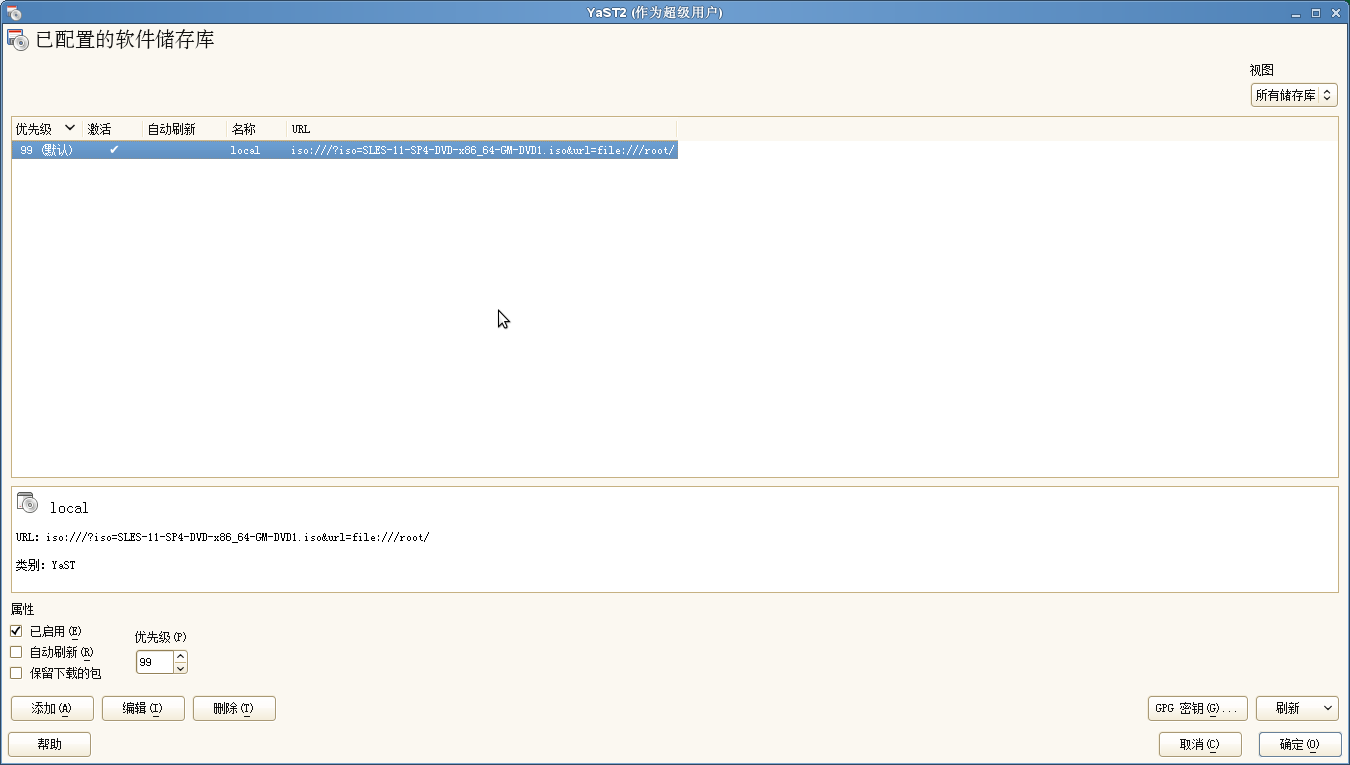 YaST2 (作为超级用户)
已配置的软件储存库
视图
所有储存库
优先级 激活 自动刷新 名称 URL
99 (默认) ✔ local iso:///?iso=SLES-11-SP4-DVD-x86_64-GM-DVD1.iso&url=file:///root/
local
URL: iso:///?iso=SLES-11-SP4-DVD-x86_64-GM-DVD1.iso&url=file:///root/
类别: YaST
属性
已启用(E)
优先级(P)
自动刷新(R)
99
保留下载的包
添加(A) 编辑(I) 删除(T) GPG 密钥(G)... 刷新
帮助 取消(C) 确定(O)